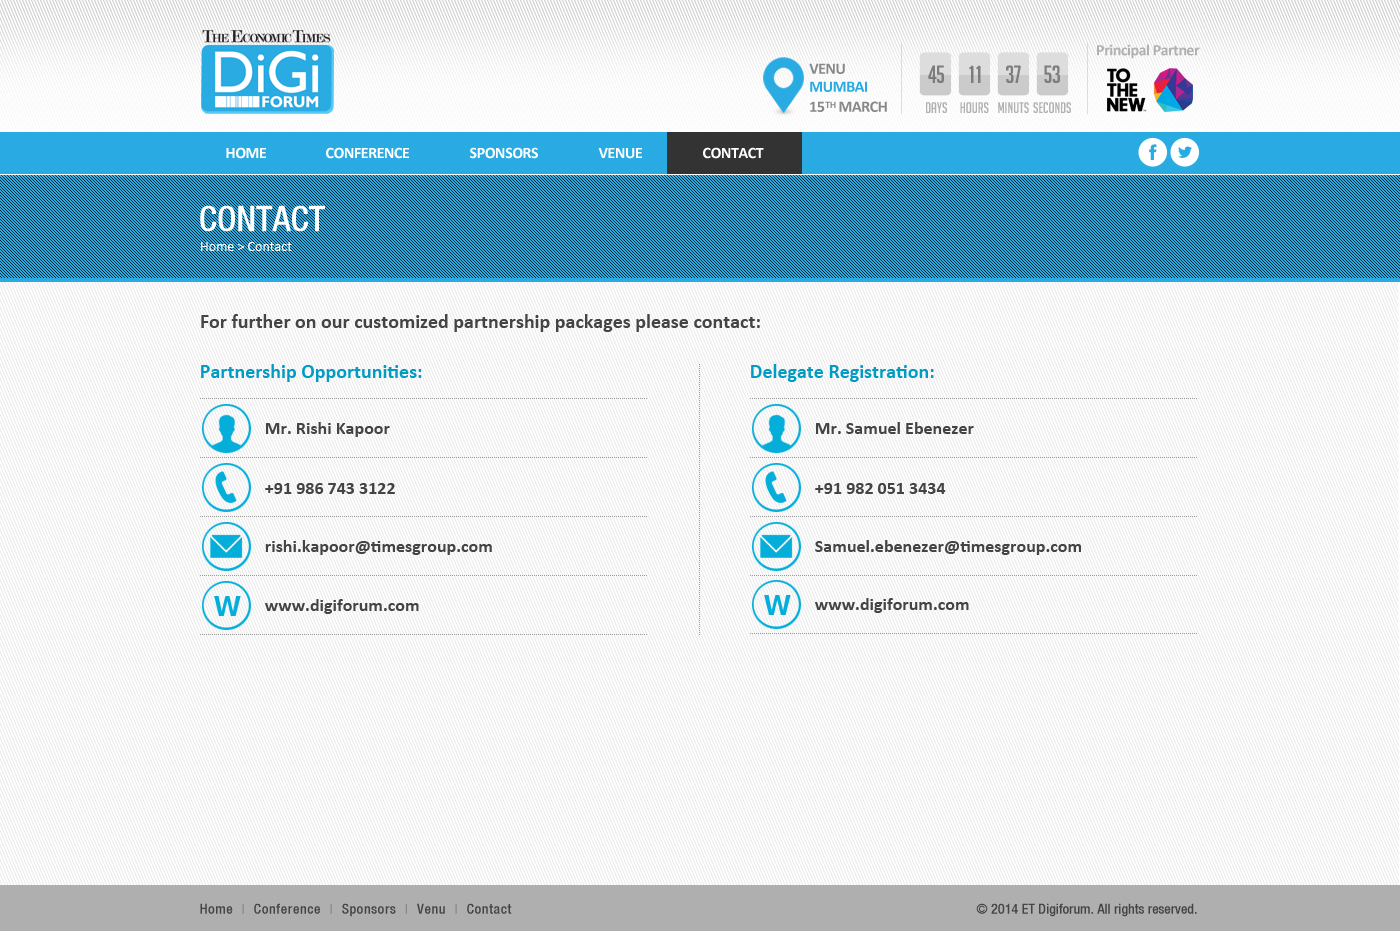 THE ECONOMIC TIMES
DiGi
FORUM
VENU
MUMBAI
15TH MARCH
45 11 37 53
DAYS HOURS MINUTS SECONDS
Principal Partner
TO
THE
NEW
HOME CONFERENCE SPONSORS VENUE CONTACT
CONTACT
Home > Contact
For further on our customized partnership packages please contact:
Partnership Opportunities:
Mr. Rishi Kapoor
+91 986 743 3122
rishi.kapoor@timesgroup.com
W www.digiforum.com
Delegate Registration:
Mr. Samuel Ebenezer
+91 982 051 3434
Samuel.ebenezer@timesgroup.com
W www.digiforum.com
Home | Conference | Sponsors | Venu | Contact
© 2014 ET Digiforum. All rights reserved.